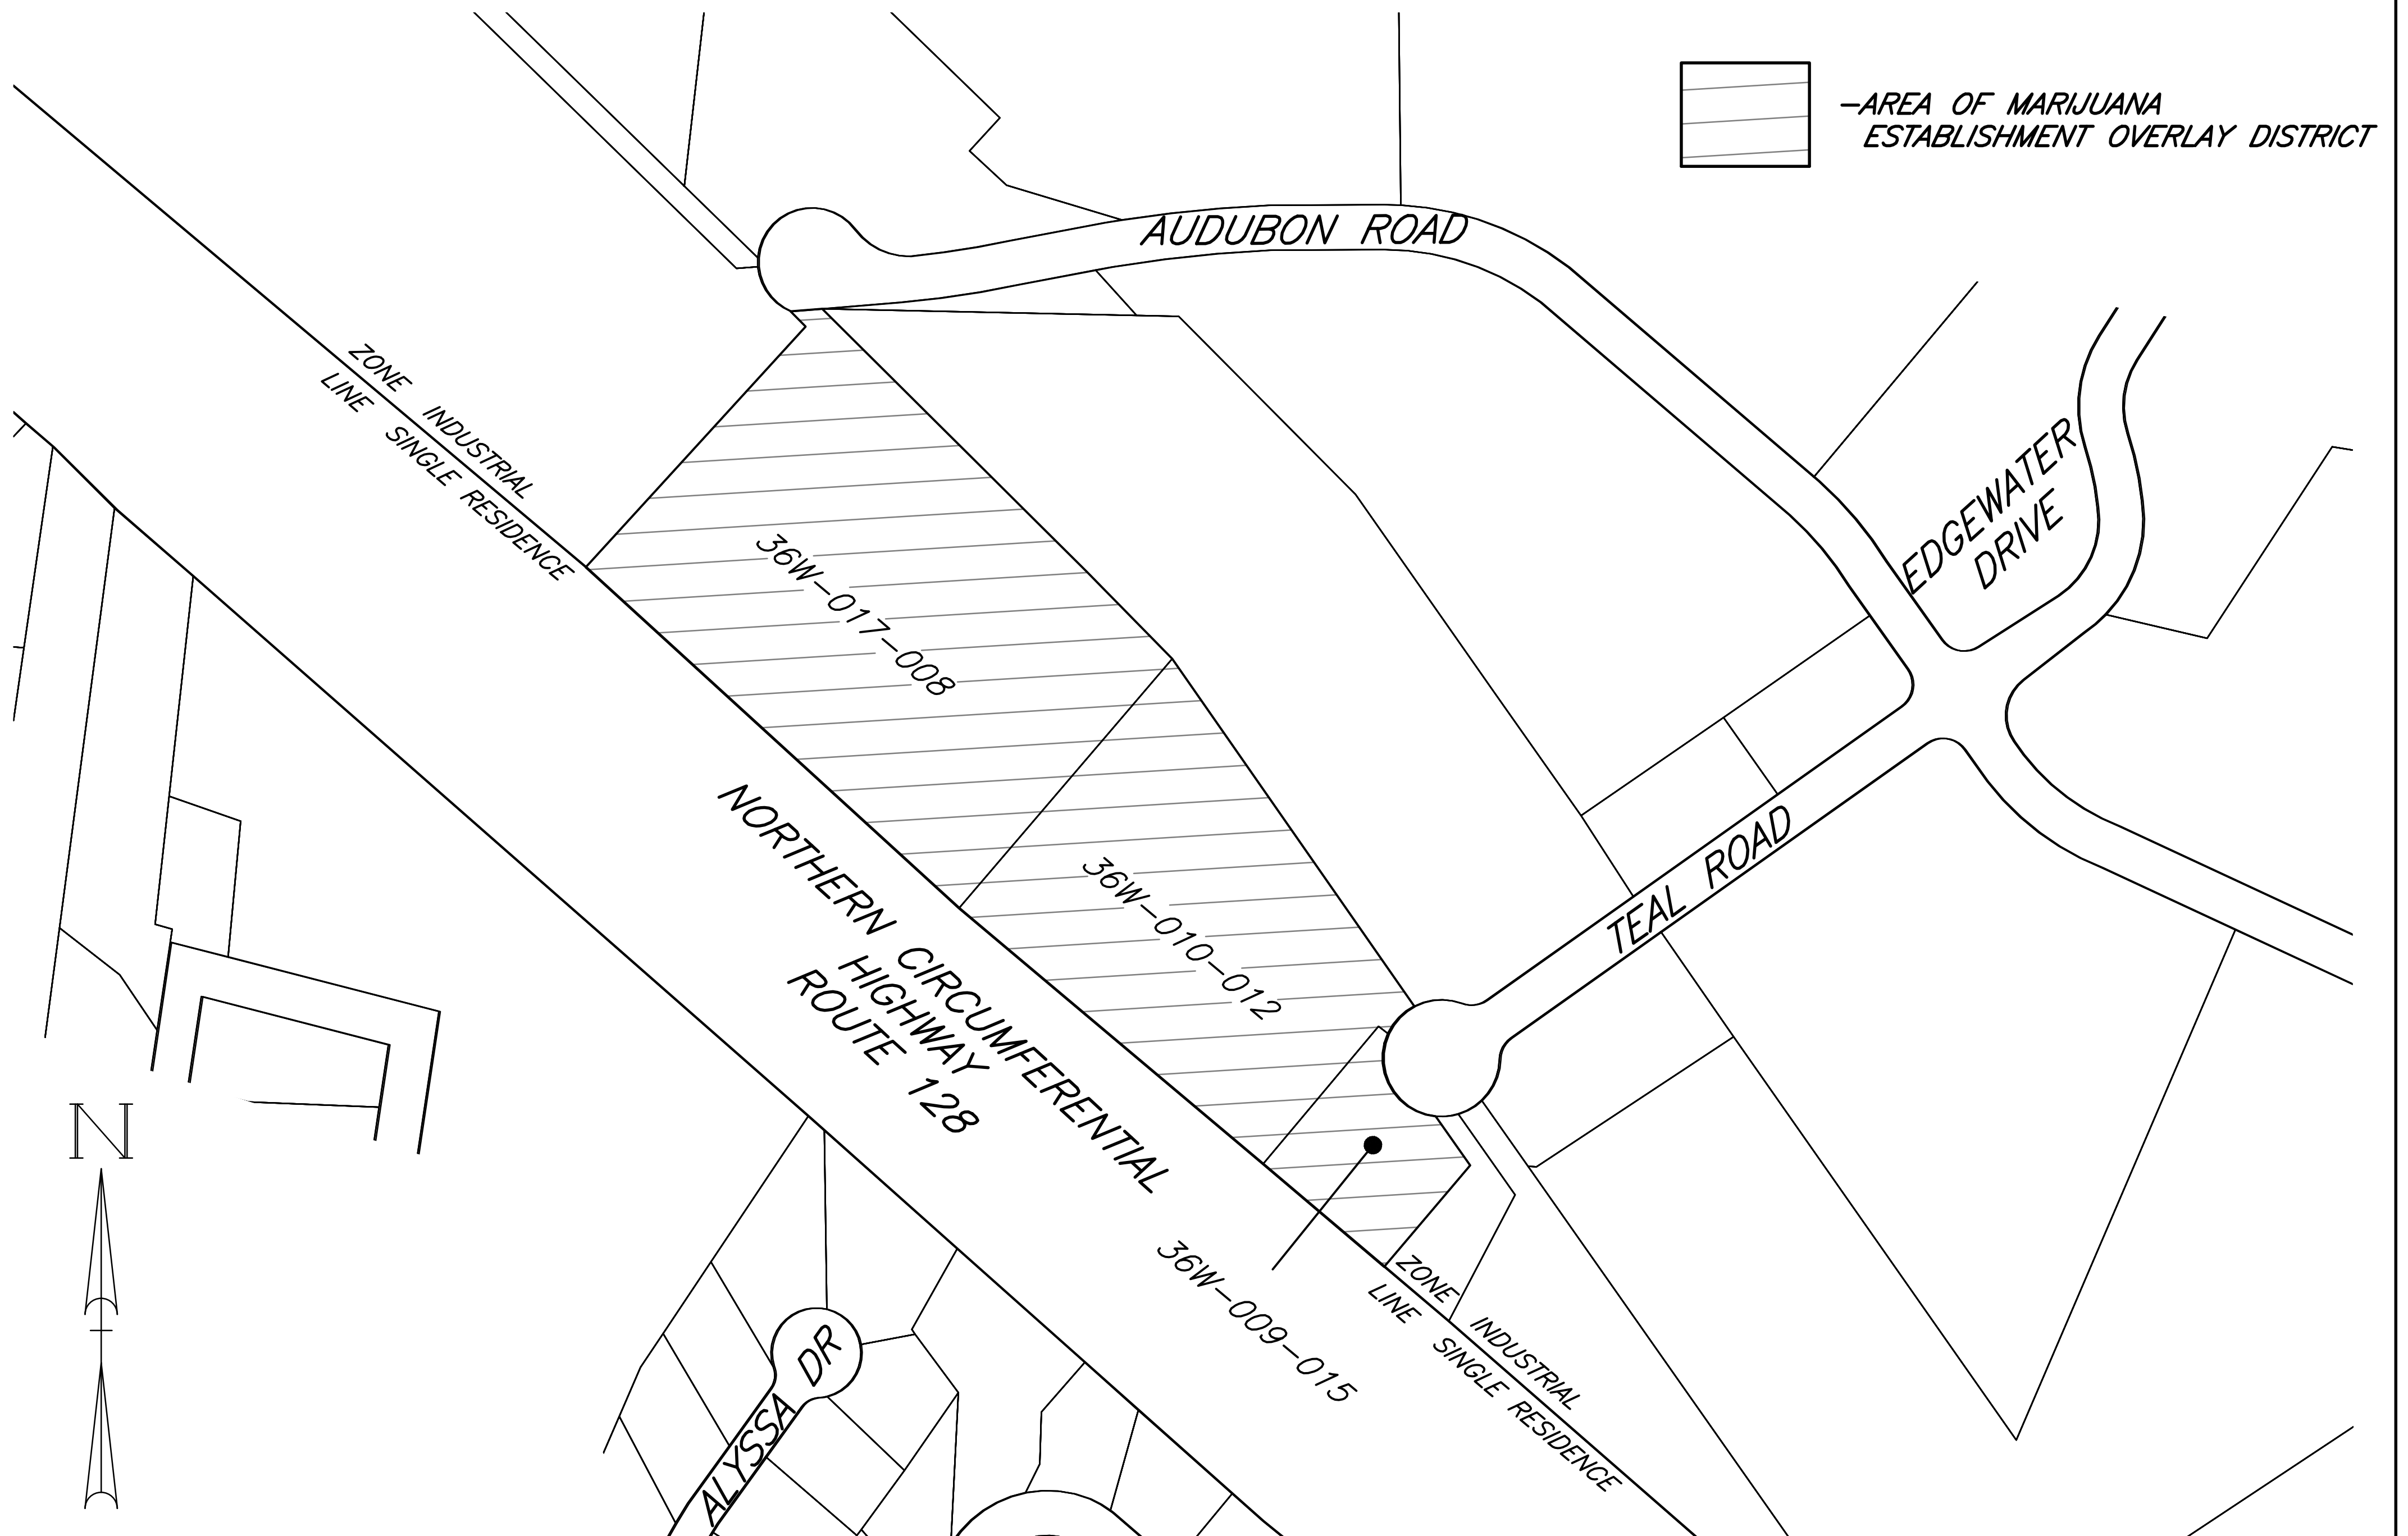 —AREA OF MARIJUANA
ESTABLISHMENT OVERLAY DISTRICT
AUDUBON ROAD
ZONE INDUSTRIAL
LINE SINGLE RESIDENCE
EDGEWATER
DRIVE
36W—017—008
NORTHERN CIRCUMFERENTIAL
HIGHWAY
ROUTE 128
36W—010—012
TEAL ROAD
N
36W—009—015
ZONE INDUSTRIAL
LINE SINGLE RESIDENCE
ALYSSA DR